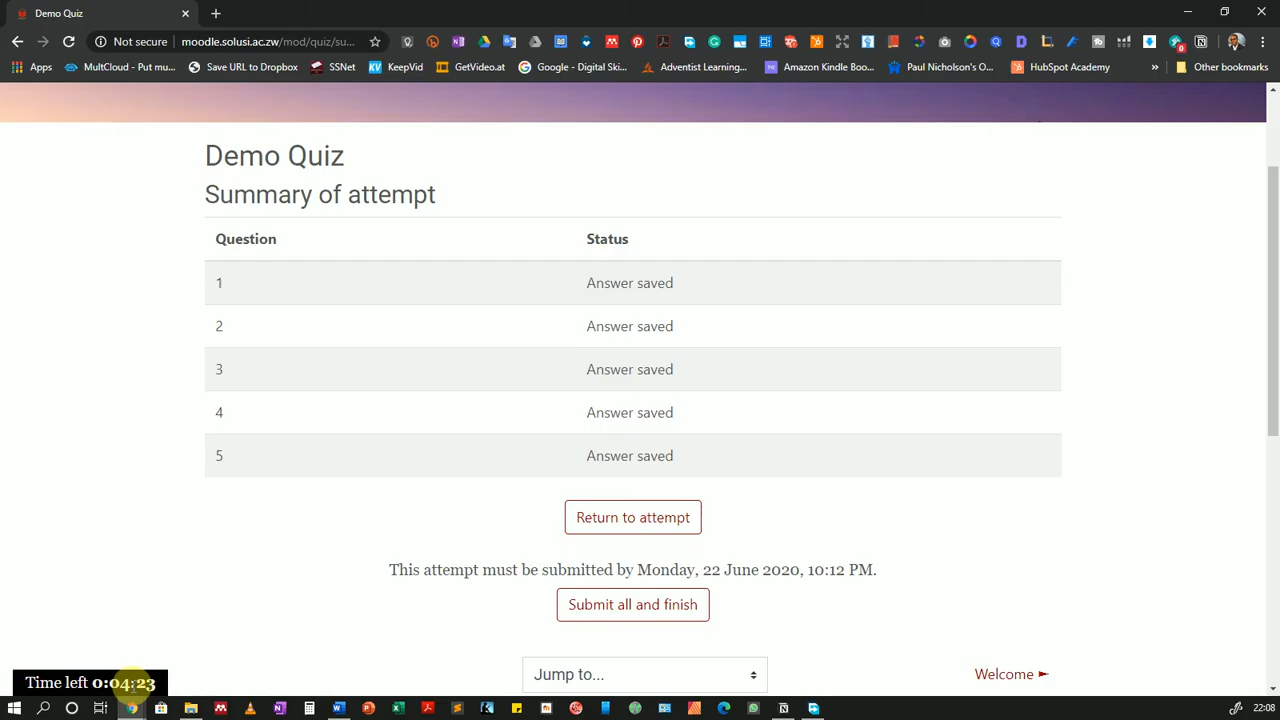 Demo Quiz
Not secure moodle.solusi.ac.zw/mod/quiz/su...
Apps MultCloud - Put mu... Save URL to Dropbox SSNet KeepVid GetVideo.at Google - Digital Ski... Adventist Learning... Amazon Kindle Boo... Paul Nicholson's O... HubSpot Academy » Other bookmarks
Demo Quiz
Summary of attempt
Question Status
1 Answer saved
2 Answer saved
3 Answer saved
4 Answer saved
5 Answer saved
Return to attempt
This attempt must be submitted by Monday, 22 June 2020, 10:12 PM.
Submit all and finish
Jump to... Welcome ►
Time left 0:04:23
22:08